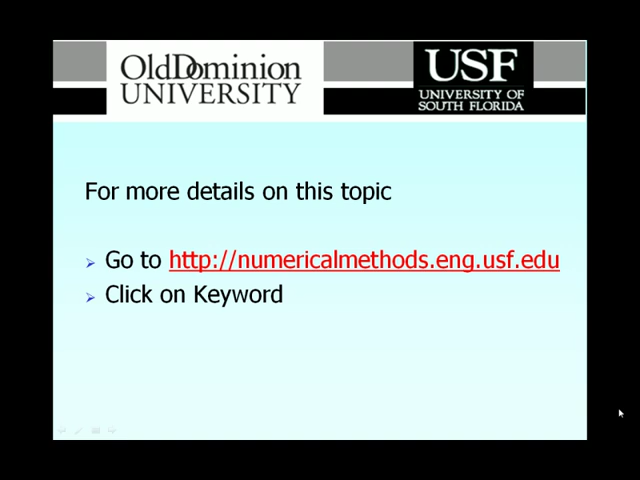 OldDominion
UNIVERSITY
USF
UNIVERSITY OF
SOUTH FLORIDA
For more details on this topic
Go to http://numericalmethods.eng.usf.edu
Click on Keyword